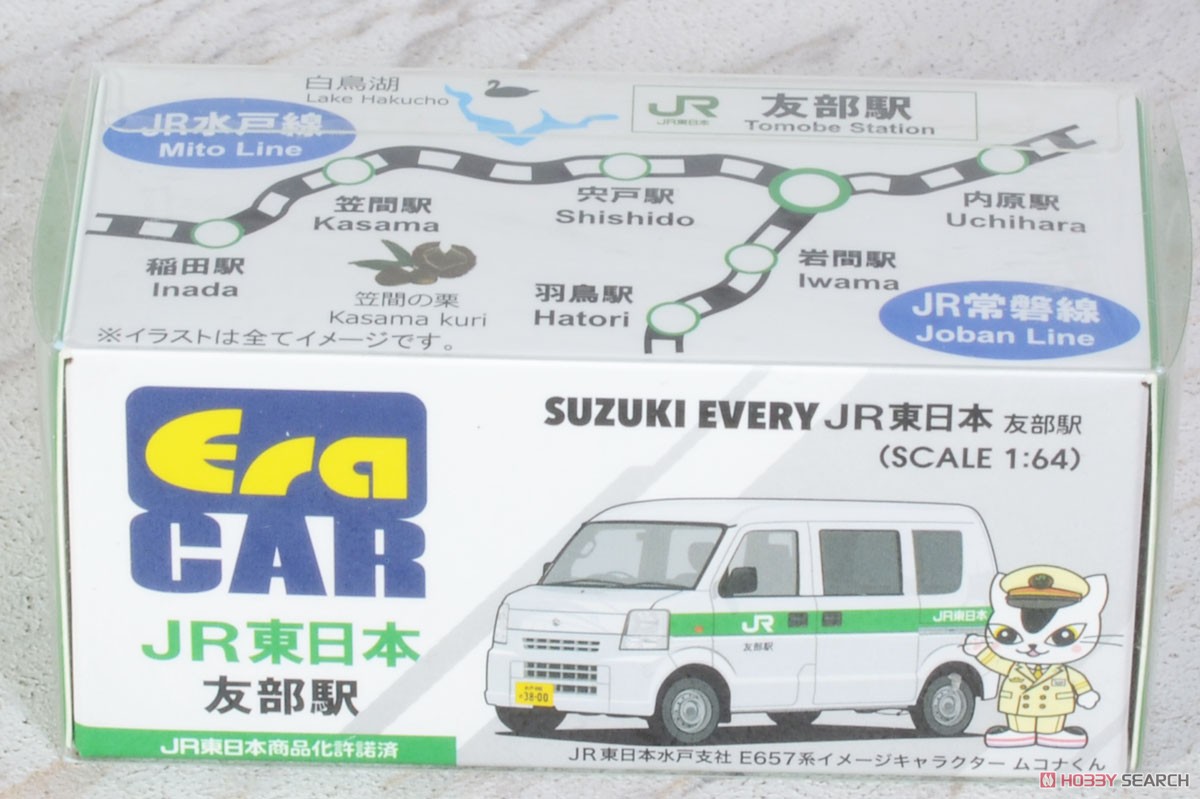 白鳥湖
Lake Hakucho
JR
JR東日本
友部駅
Tomobe Station
JR水戸線
Mito Line
笠間駅
Kasama
宍戸駅
Shishido
内原駅
Uchihara
稲田駅
Inada
岩間駅
Iwama
羽鳥駅
Hatori
笠間の栗
Kasama kuri
JR常磐線
Joban Line
※イラストは全てイメージです。
Era
CAR
JR東日本
友部駅
JR東日本商品化許諾済
SUZUKI EVERY JR東日本 友部駅
(SCALE 1:64)
JR
JR東日本
友部駅
38-00
JR東日本水戸支社 E657系イメージキャラクター ムコナくん
HOBBY SEARCH